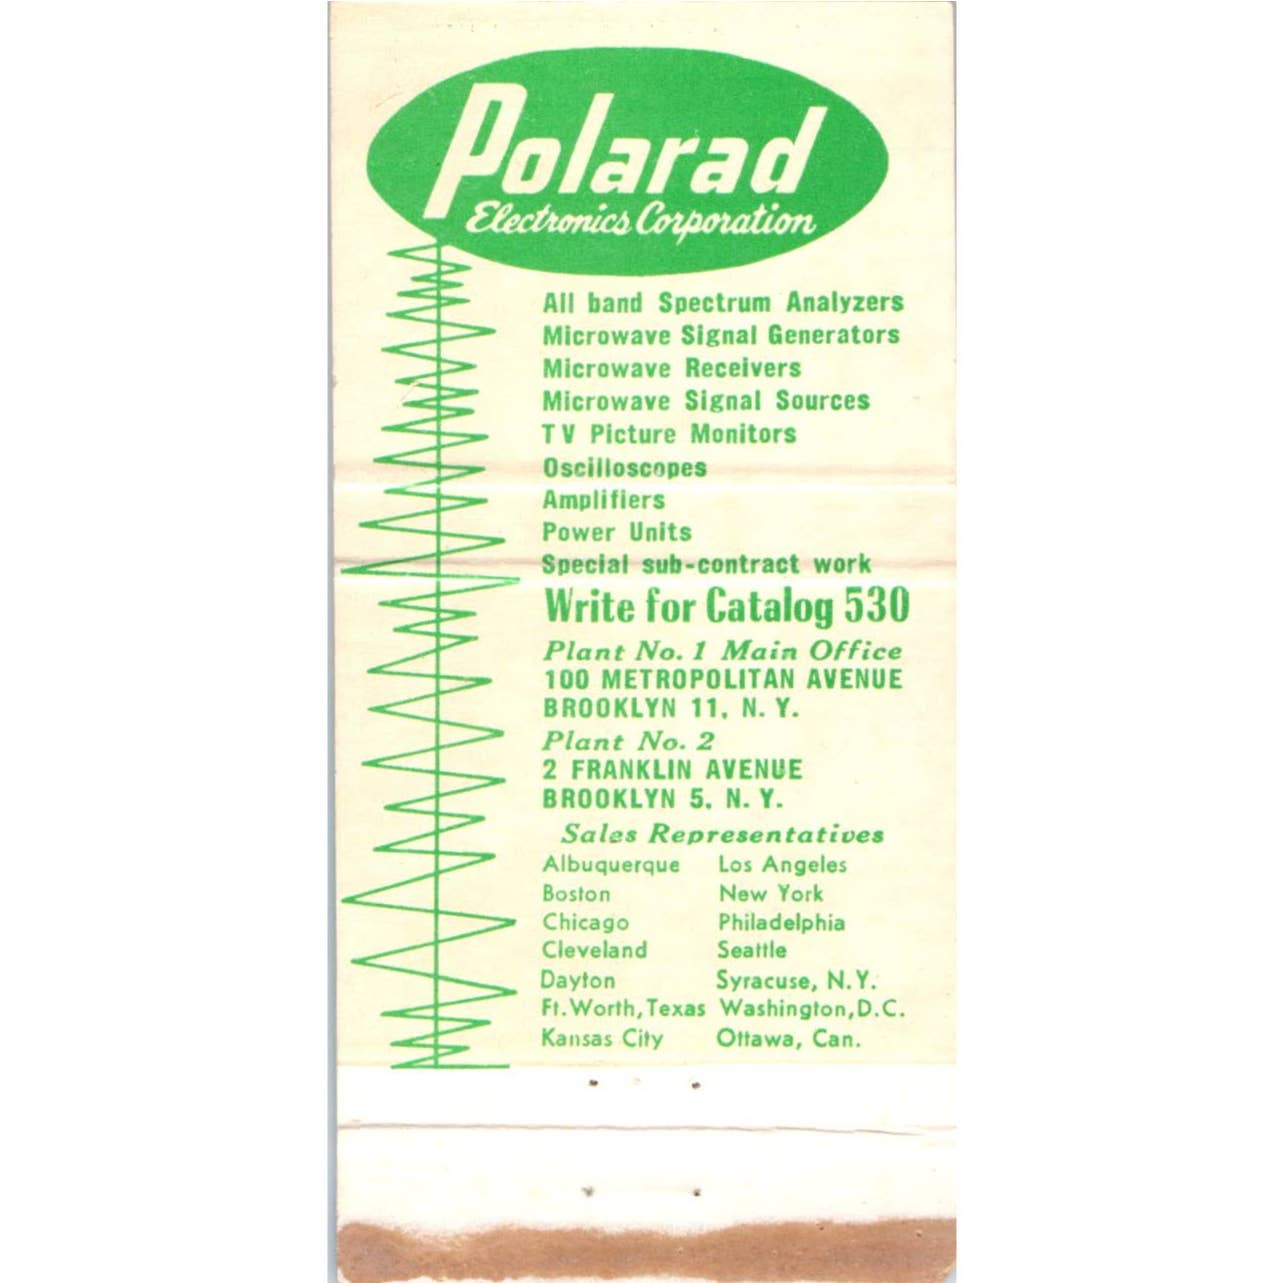 Polarad
Electronics Corporation
All band Spectrum Analyzers
Microwave Signal Generators
Microwave Receivers
Microwave Signal Sources
TV Picture Monitors
Oscilloscopes
Amplifiers
Power Units
Special sub-contract work
Write for Catalog 530
Plant No. 1 Main Office
100 METROPOLITAN AVENUE
BROOKLYN 11, N. Y.
Plant No. 2
2 FRANKLIN AVENUE
BROOKLYN 5, N. Y.
Sales Representatives
Albuquerque Los Angeles
Boston New York
Chicago Philadelphia
Cleveland Seattle
Dayton Syracuse, N.Y.
Ft.Worth,Texas Washington,D.C.
Kansas City Ottawa, Can.